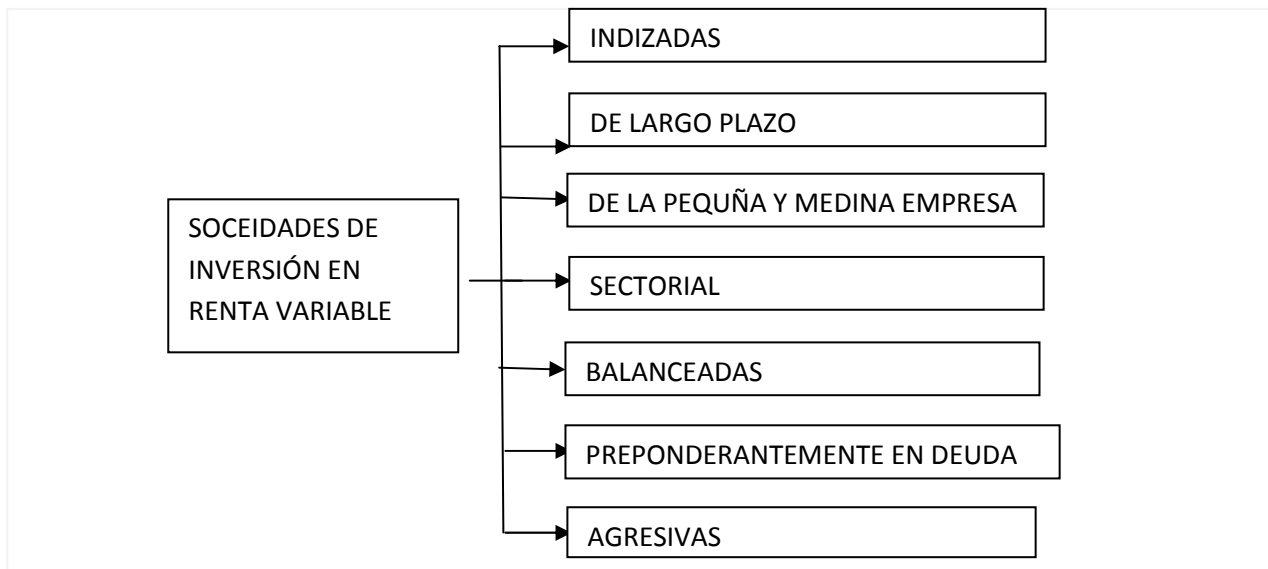 SOCEIDADES DE
INVERSIÓN EN
RENTA VARIABLE
INDIZADAS
DE LARGO PLAZO
DE LA PEQUÑA Y MEDINA EMPRESA
SECTORIAL
BALANCEADAS
PREPONDERANTEMENTE EN DEUDA
AGRESIVAS